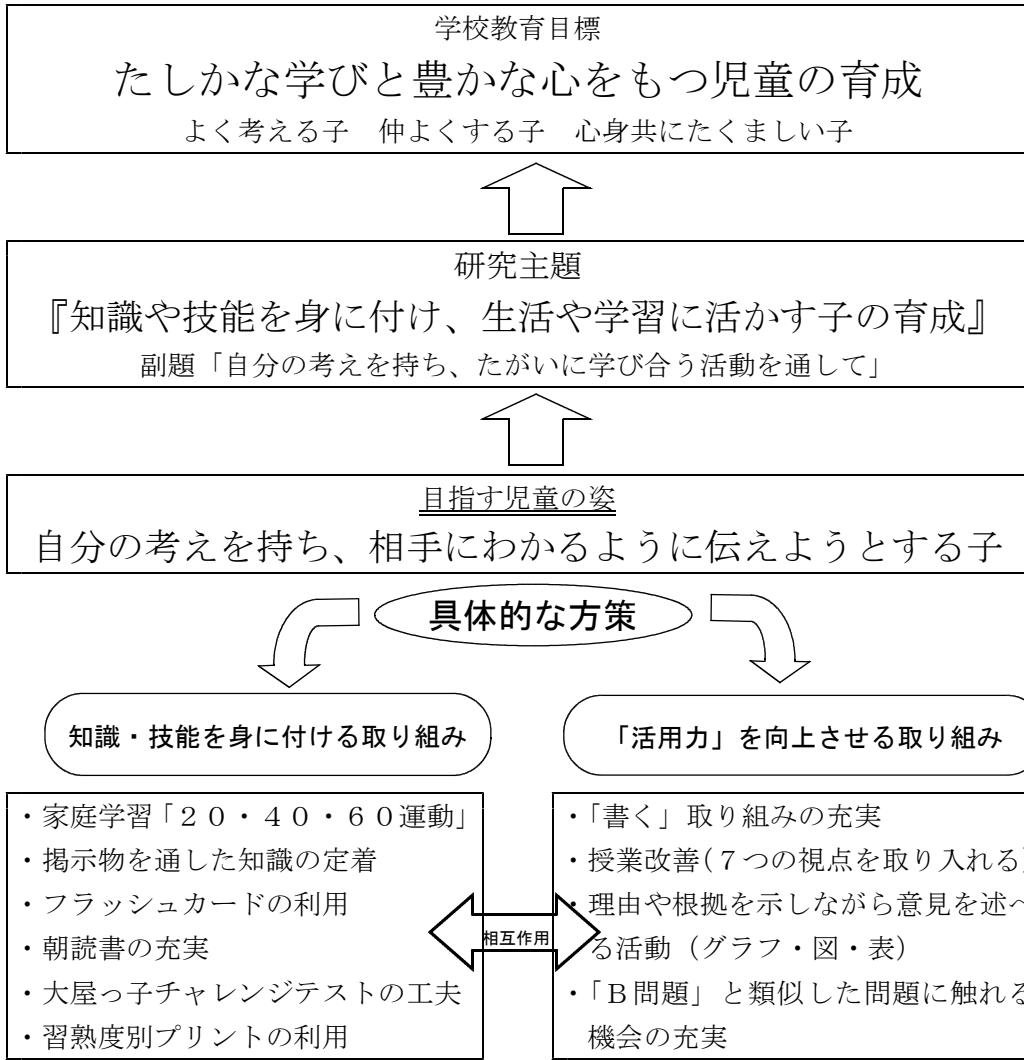 学校教育目標
たしかな学びと豊かな心をもつ児童の育成
よく考える子　仲よくする子　心身共にたくましい子
研究主題
『知識や技能を身に付け、生活や学習に活かす子の育成』
副題「自分の考えを持ち、たがいに学び合う活動を通して」
目指す児童の姿
自分の考えを持ち、相手にわかるように伝えようとする子
具体的な方策
知識・技能を身に付ける取り組み
・家庭学習「２０・４０・６０運動」
・掲示物を通した知識の定着
・フラッシュカードの利用
・朝読書の充実
・大屋っ子チャレンジテストの工夫
・習熟度別プリントの利用
相互作用
「活用力」を向上させる取り組み
・「書く」取り組みの充実
・授業改善(７つの視点を取り入れる)
・理由や根拠を示しながら意見を述べ
る活動（グラフ・図・表）
・「Ｂ問題」と類似した問題に触れる
機会の充実